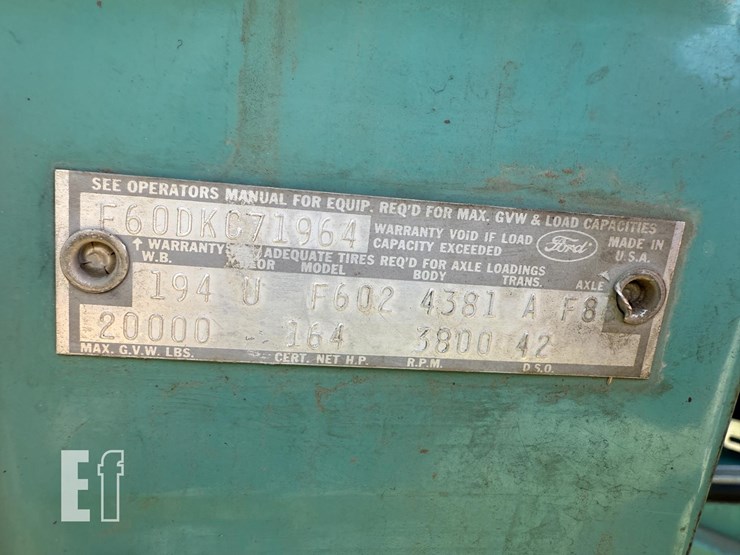 SEE OPERATORS MANUAL FOR EQUIP. REQ'D FOR MAX. GVW & LOAD CAPACITIES
F60DKC71964 WARRANTY VOID IF LOAD CAPACITY EXCEEDED Ford MADE IN U.S.A.
WARRANTY ADEQUATE TIRES REQ'D FOR AXLE LOADINGS
W.B. MODEL BODY TRANS. AXLE
194 U F602 4381 A F8
20000 164 3800 42
MAX. G.V.W. LBS. CERT. NET H.P. R.P.M. D.S.O.
Ef